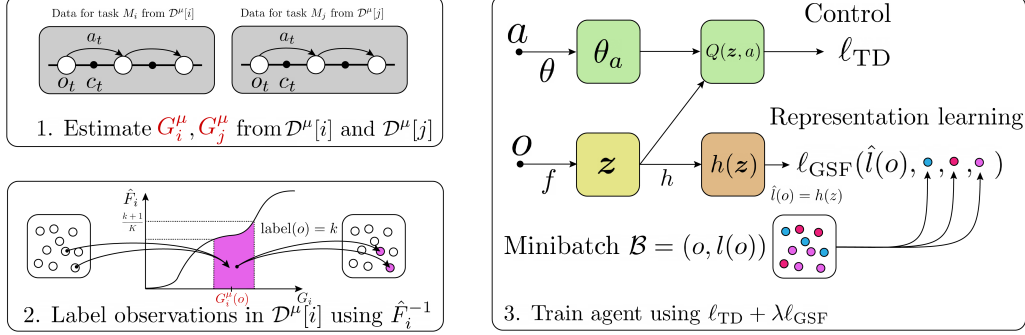 Data for task M_i from 𝒟^μ[i]
Data for task M_j from 𝒟^μ[j]
a_t
a_t
o_t c_t
o_t c_t
1. Estimate G_i^μ, G_j^μ from 𝒟^μ[i] and 𝒟^μ[j]
F̂_i
k+1/K
label(o) = k
G_i^μ(o)
G_i
2. Label observations in 𝒟^μ[i] using F̂_i^{-1}
Control
a
θ
θ_a
Q(z, a)
ℓ_TD
Representation learning
o
f
z
h
h(z)
ℓ_GSF(l̂(o), , , )
l̂(o) = h(z)
Minibatch ℬ = (o, l(o))
3. Train agent using ℓ_TD + λℓ_GSF